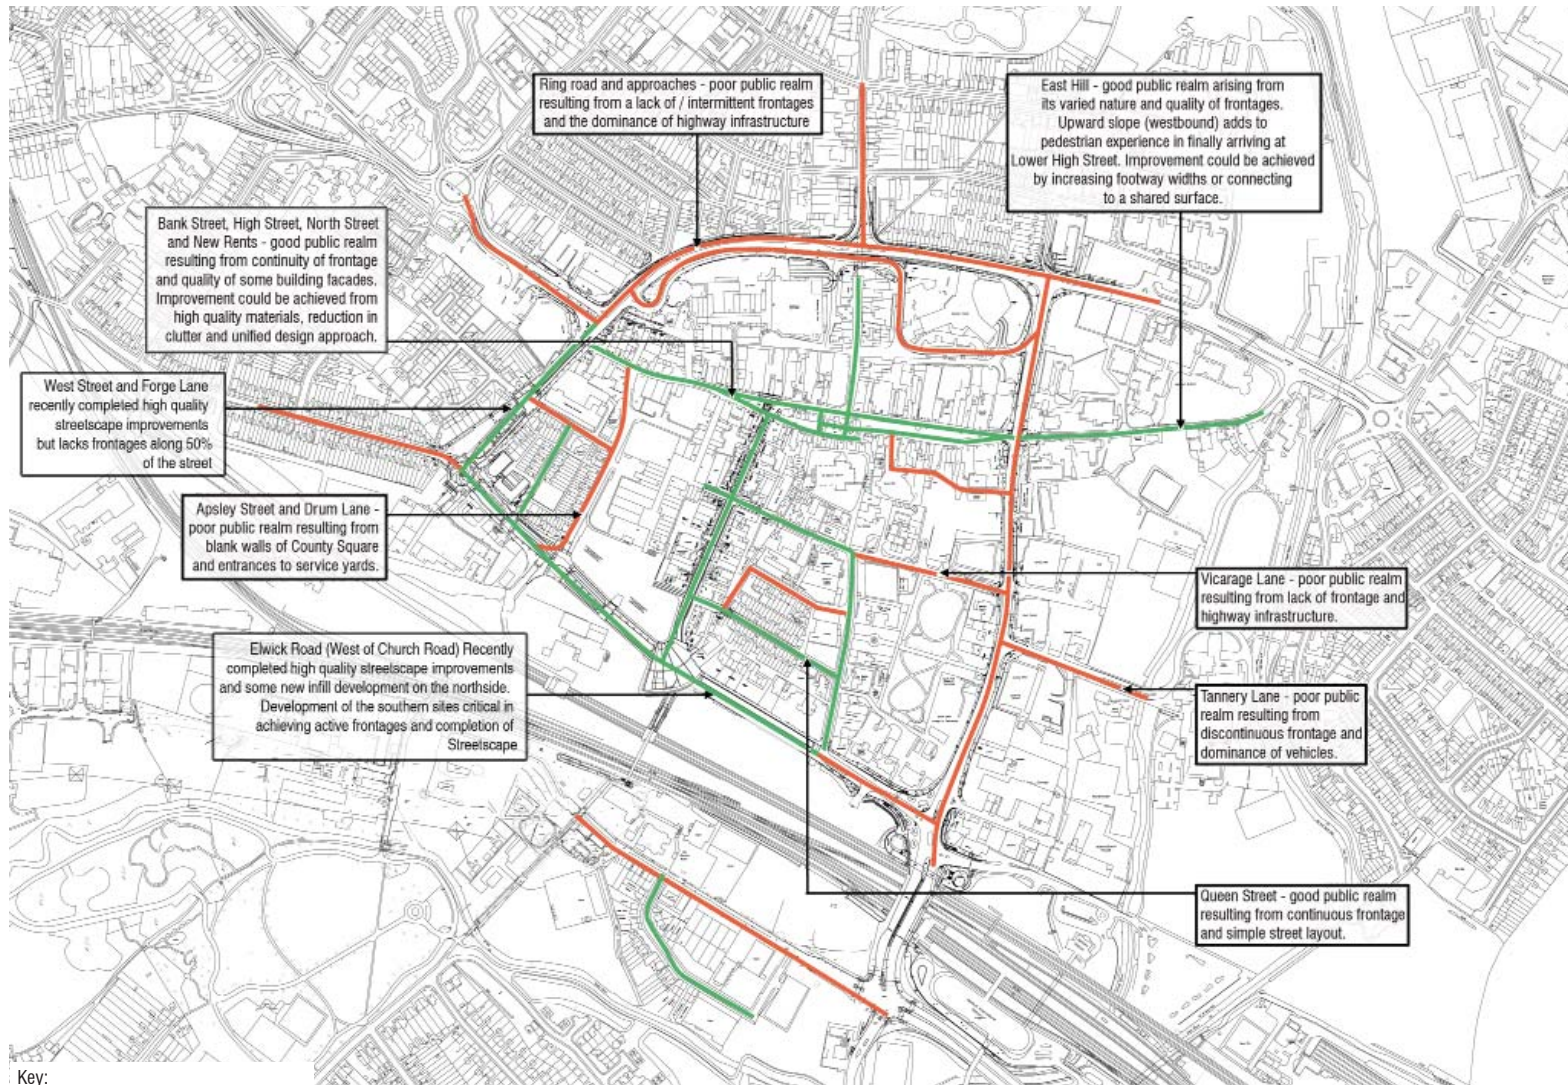 Ring road and approaches - poor public realm
resulting from a lack of / intermittent frontages
and the dominance of highway infrastructure
East Hill - good public realm arising from
its varied nature and quality of frontages.
Upward slope (westbound) adds to
pedestrian experience in finally arriving at
Lower High Street. Improvement could be achieved
by increasing footway widths or connecting
to a shared surface.
Bank Street, High Street, North Street
and New Rents - good public realm
resulting from continuity of frontage
and quality of some building facades.
Improvement could be achieved from
high quality materials, reduction in
clutter and unified design approach.
West Street and Forge Lane
recently completed high quality
streetscape improvements
but lacks frontages along 50%
of the street
Apsley Street and Drum Lane -
poor public realm resulting from
blank walls of County Square
and entrances to service yards.
Vicarage Lane - poor public realm
resulting from lack of frontage and
highway infrastructure.
Elwick Road (West of Church Road) Recently
completed high quality streetscape improvements
and some new infill development on the northside.
Development of the southern sites critical in
achieving active frontages and completion of
Streetscape
Tannery Lane - poor public
realm resulting from
discontinuous frontage and
dominance of vehicles.
Queen Street - good public realm
resulting from continuous frontage
and simple street layout.
Key: